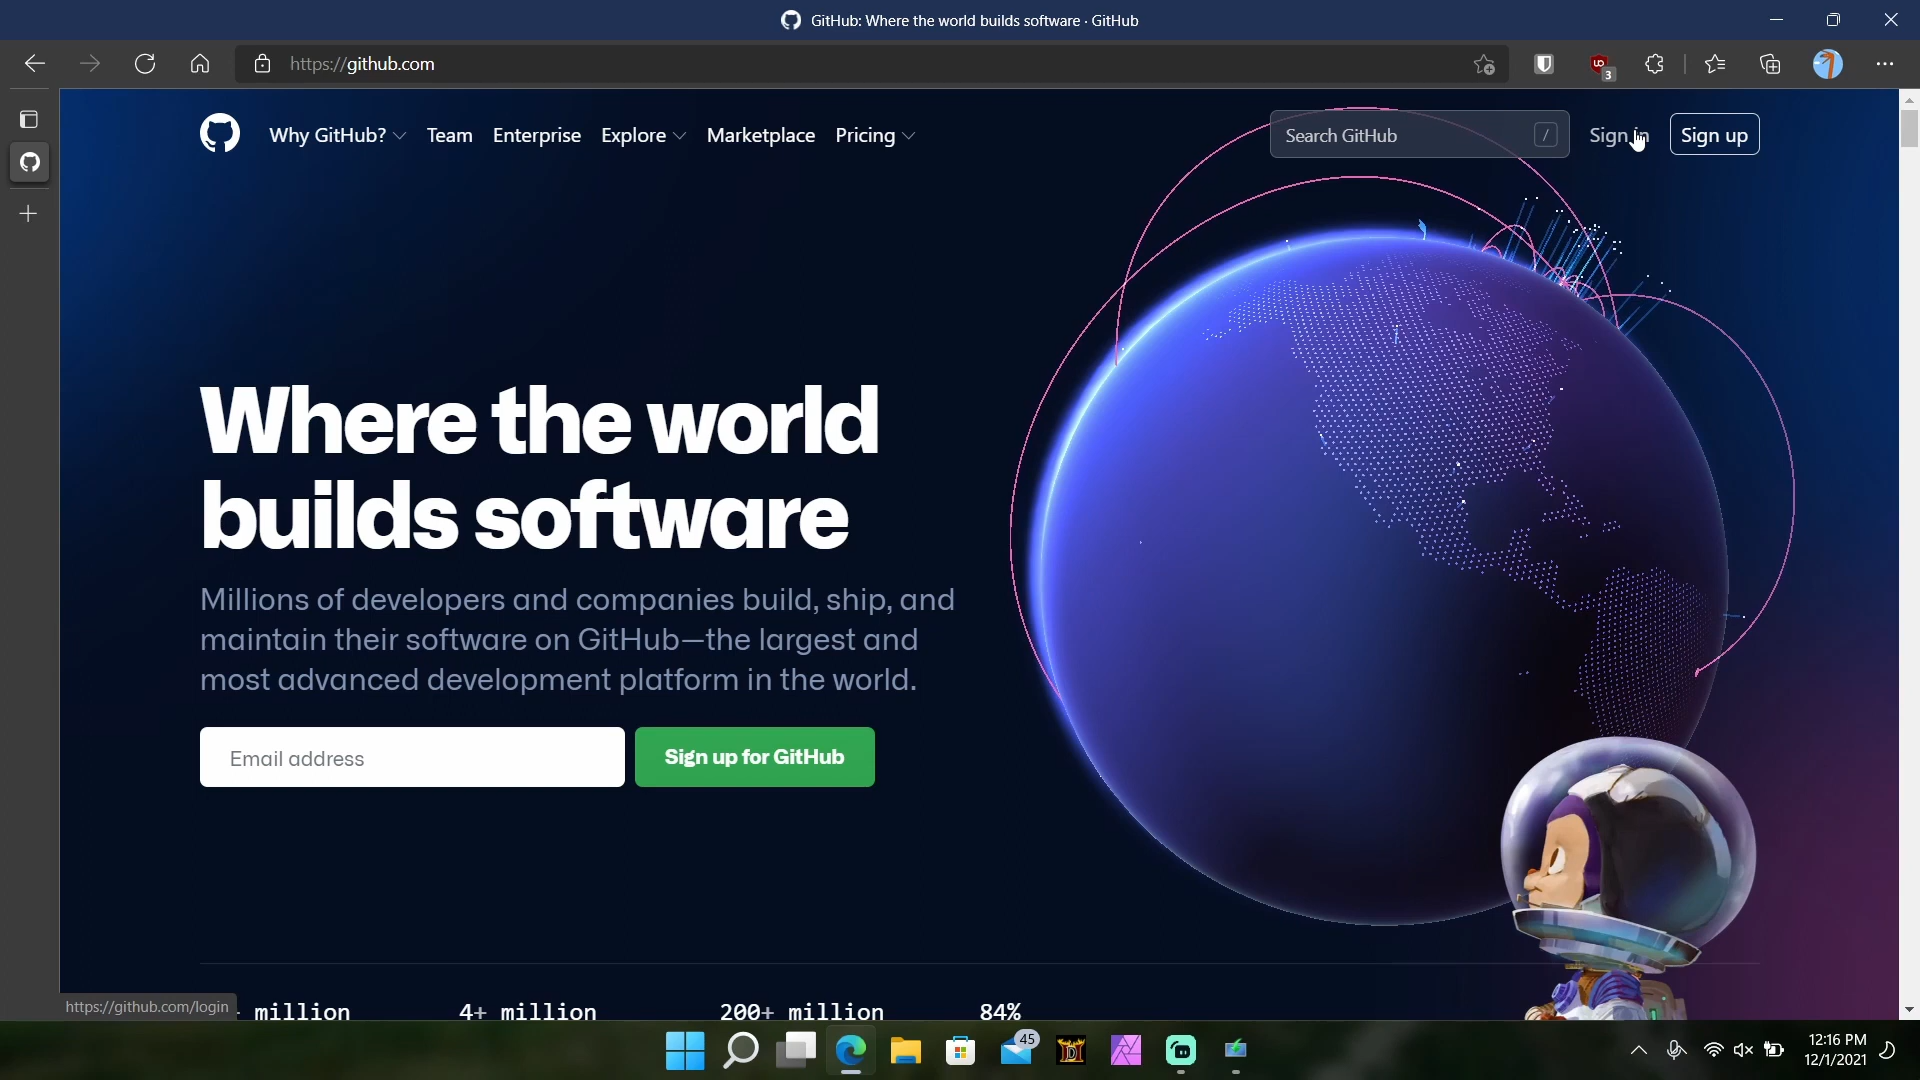 GitHub: Where the world builds software · GitHub
https://github.com
3
Why GitHub? Team Enterprise Explore Marketplace Pricing
Search GitHub / Sign in Sign up
Where the world
builds software
Millions of developers and companies build, ship, and
maintain their software on GitHub—the largest and
most advanced development platform in the world.
Email address Sign up for GitHub
https://github.com/login million 4+ million 200+ million 84%
45
12:16 PM
12/1/2021